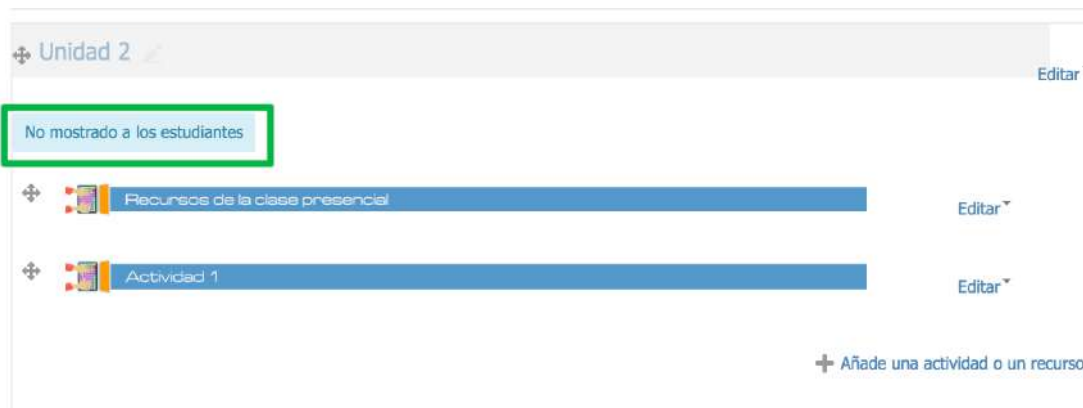 Unidad 2
Editar
No mostrado a los estudiantes
Recursos de la clase presencial
Editar
Actividad 1
Editar
Añade una actividad o un recurso